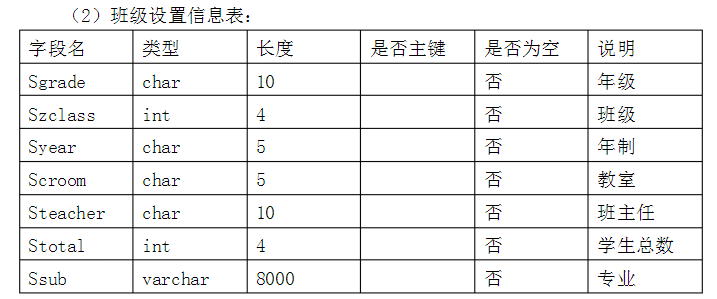 （2）班级设置信息表：
字段名 类型 长度 是否主键 是否为空 说明
Sgrade char 10 否 年级
Szclass int 4 否 班级
Syear char 5 否 年制
Scroom char 5 否 教室
Steacher char 10 否 班主任
Stotal int 4 否 学生总数
Ssub varchar 8000 否 专业